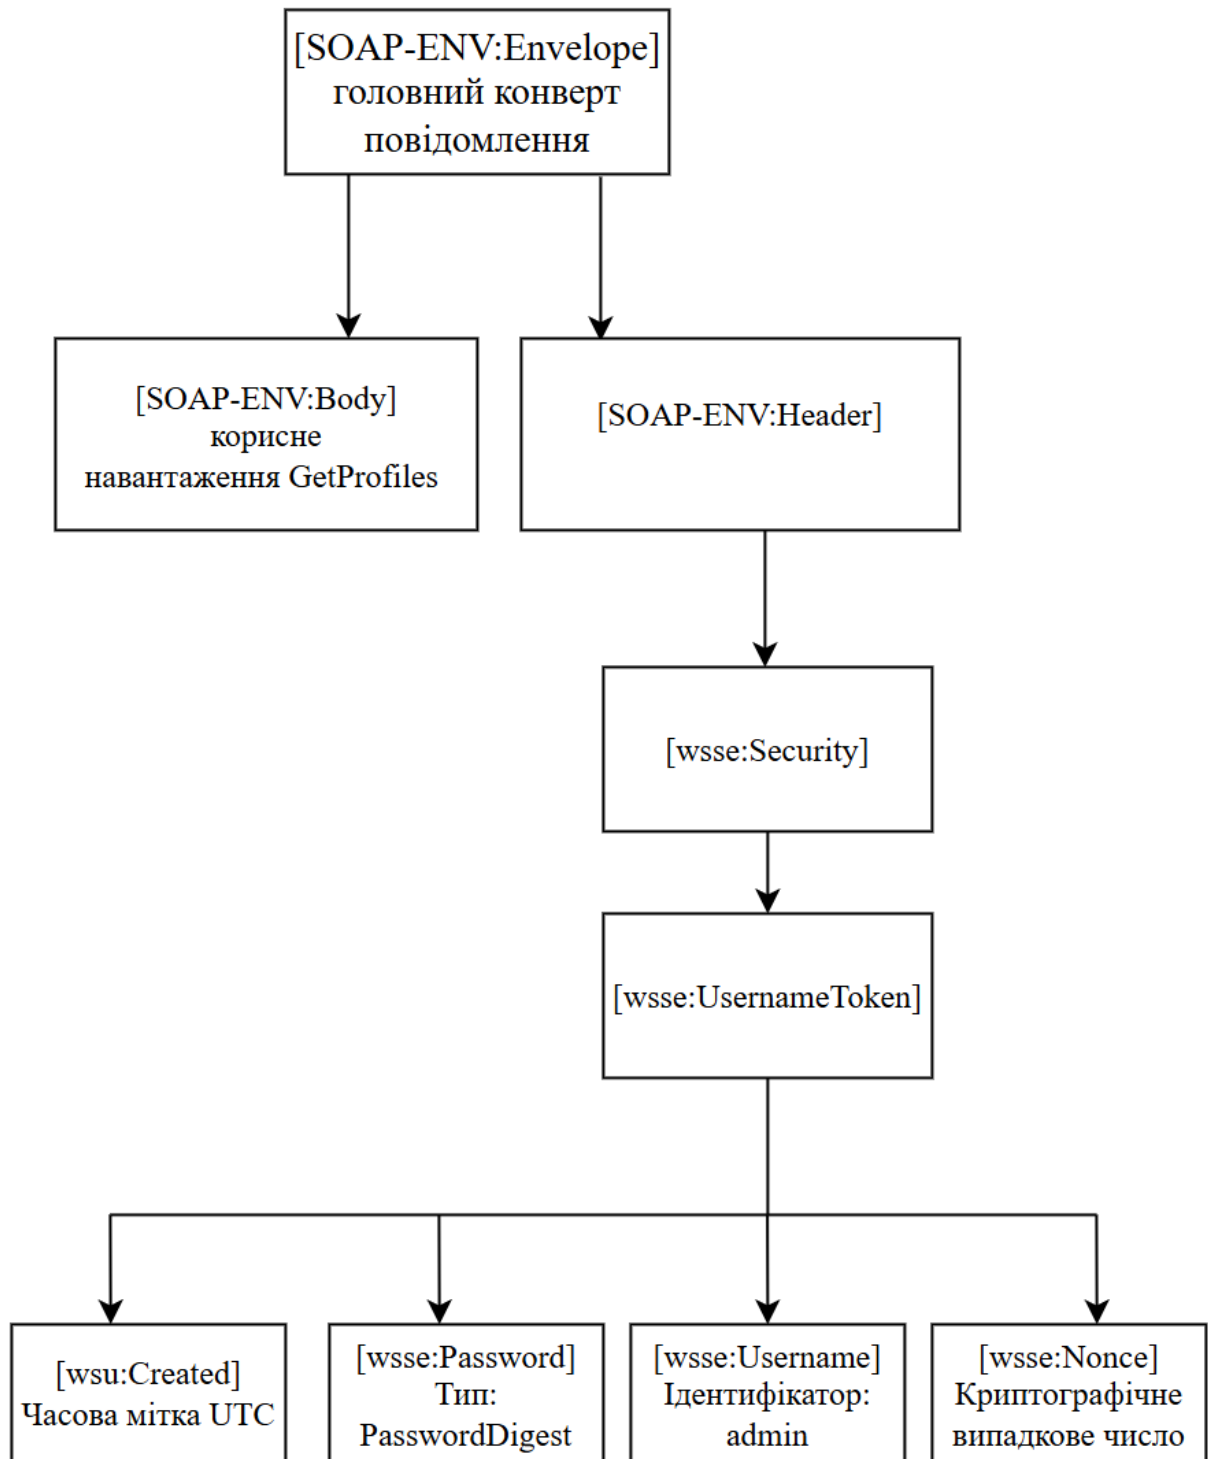 [SOAP-ENV:Envelope]
головний конверт
повідомлення
[SOAP-ENV:Body]
корисне
навантаження GetProfiles
[SOAP-ENV:Header]
[wsse:Security]
[wsse:UsernameToken]
[wsu:Created]
Часова мітка UTC
[wsse:Password]
Тип:
PasswordDigest
[wsse:Username]
Ідентифікатор:
admin
[wsse:Nonce]
Криптографічне
випадкове число